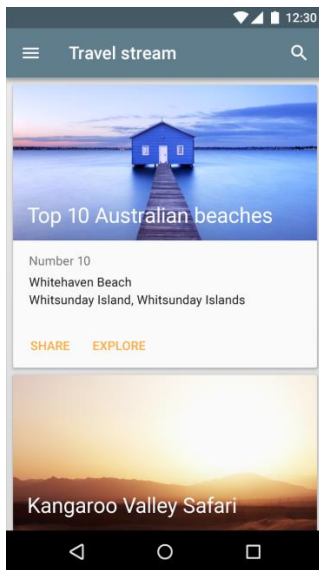 12:30
Travel stream
Top 10 Australian beaches
Number 10
Whitehaven Beach
Whitsunday Island, Whitsunday Islands
SHARE EXPLORE
Kangaroo Valley Safari